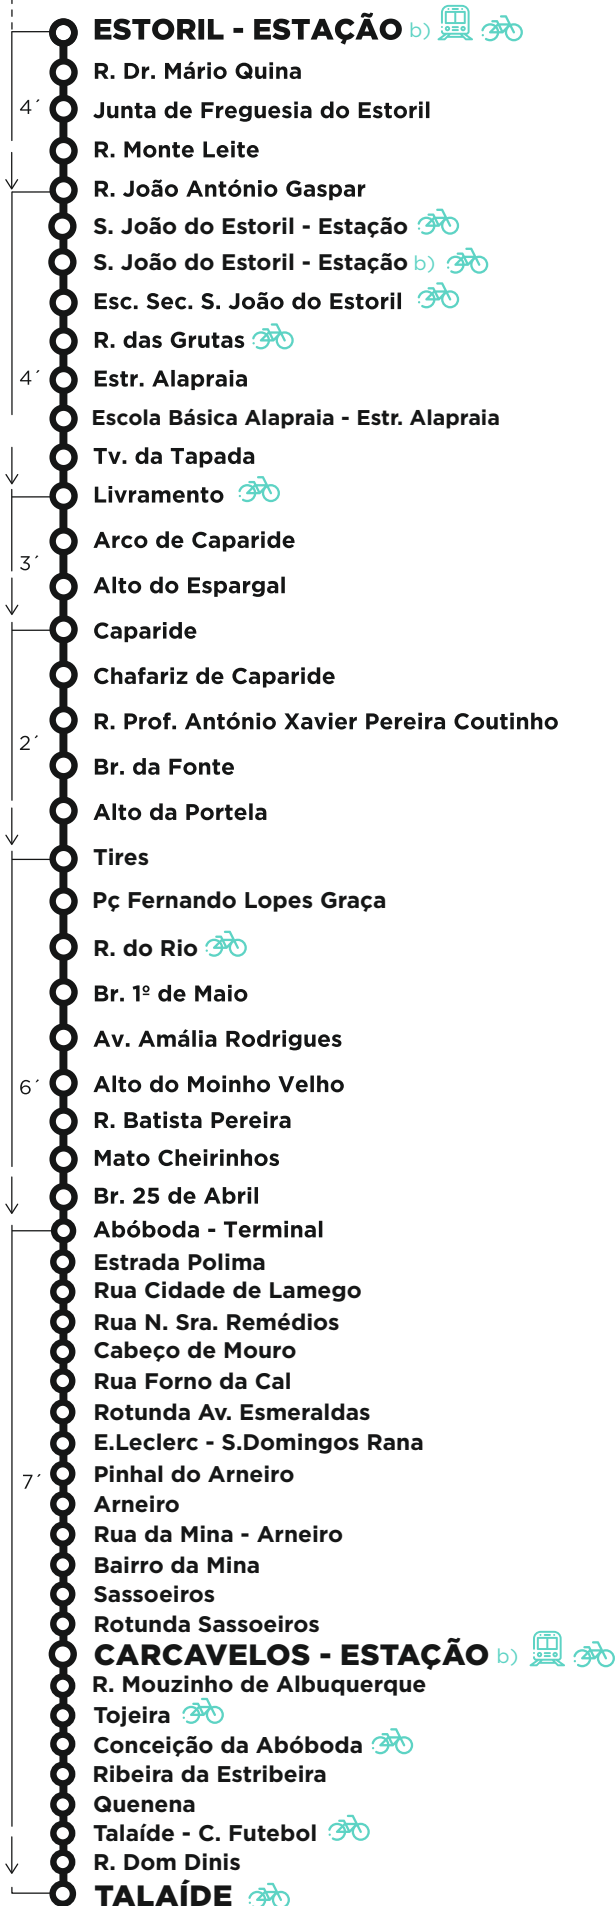 ESTORIL - ESTAÇÃO b)
R. Dr. Mário Quina
4´
Junta de Freguesia do Estoril
R. Monte Leite
R. João António Gaspar
S. João do Estoril - Estação
S. João do Estoril - Estação b)
Esc. Sec. S. João do Estoril
R. das Grutas
4´
Estr. Alapraia
Escola Básica Alapraia - Estr. Alapraia
Tv. da Tapada
Livramento
Arco de Caparide
3´
Alto do Espargal
Caparide
Chafariz de Caparide
R. Prof. António Xavier Pereira Coutinho
2´
Br. da Fonte
Alto da Portela
Tires
Pç Fernando Lopes Graça
R. do Rio
Br. 1º de Maio
Av. Amália Rodrigues
6´
Alto do Moinho Velho
R. Batista Pereira
Mato Cheirinhos
Br. 25 de Abril
Abóboda - Terminal
Estrada Polima
Rua Cidade de Lamego
Rua N. Sra. Remédios
Cabeço de Mouro
Rua Forno da Cal
Rotunda Av. Esmeraldas
E.Leclerc - S.Domingos Rana
7´
Pinhal do Arneiro
Arneiro
Rua da Mina - Arneiro
Bairro da Mina
Sassoeiros
Rotunda Sassoeiros
CARCAVELOS - ESTAÇÃO b)
R. Mouzinho de Albuquerque
Tojeira
Conceição da Abóboda
Ribeira da Estribeira
Quenena
Talaíde - C. Futebol
R. Dom Dinis
TALAÍDE